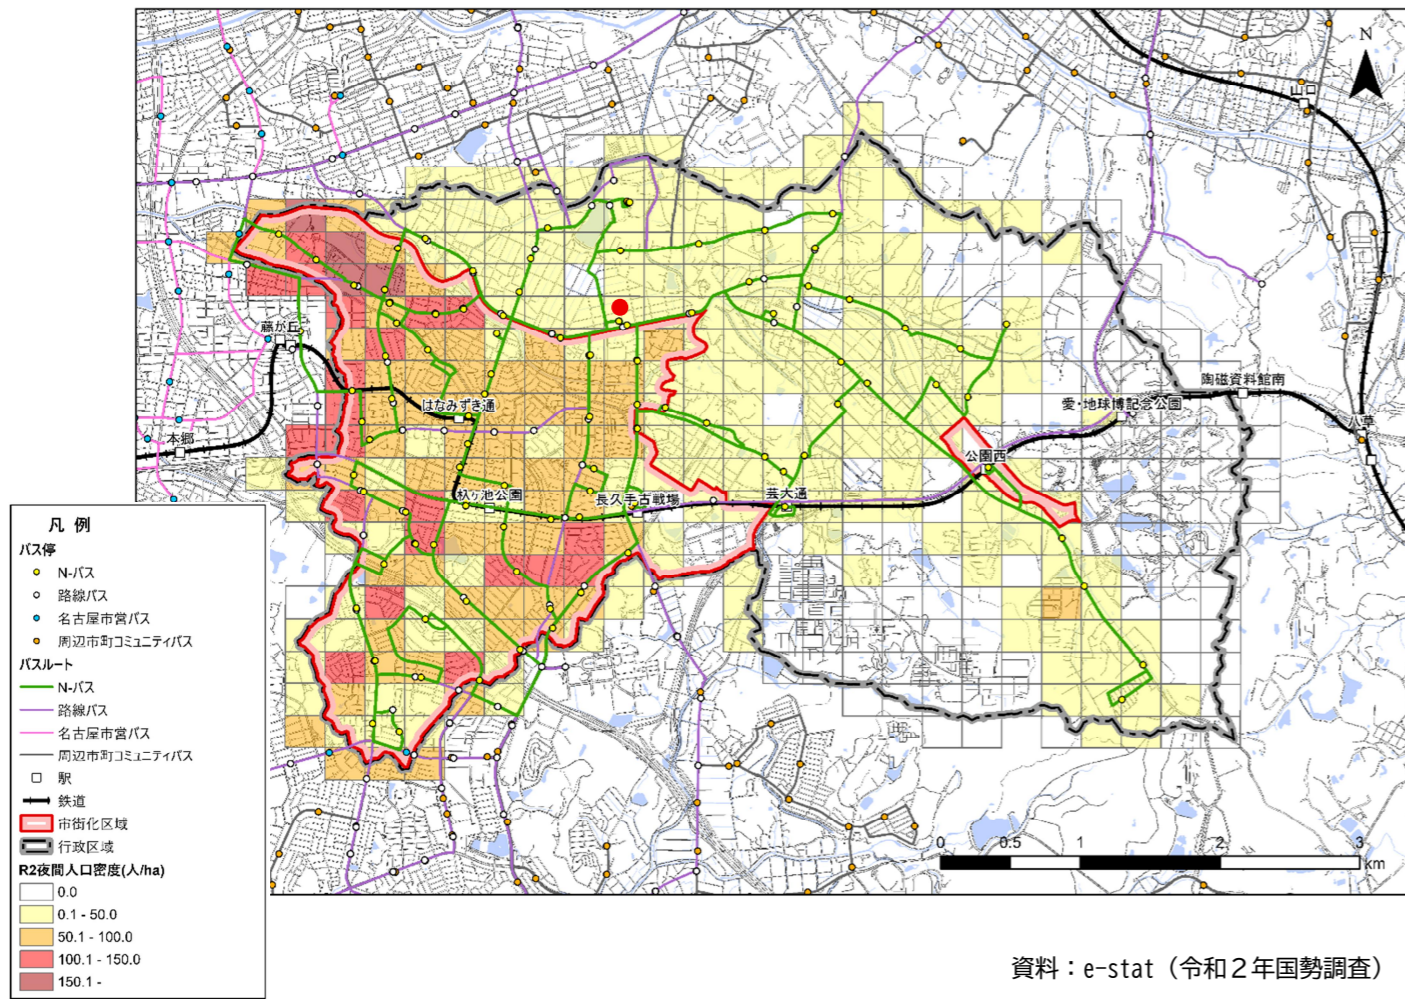 N
山口
藤が丘
本郷
はなみずき通
杁ヶ池公園
長久手古戦場
芸大通
公園西
愛・地球博記念公園
陶磁資料館南
八草
0 0.5 1 2 3
km
凡 例
バス停
N-バス
路線バス
名古屋市営バス
周辺市町コミュニティバス
バスルート
N-バス
路線バス
名古屋市営バス
周辺市町コミュニティバス
駅
鉄道
市街化区域
行政区域
R2夜間人口密度(人/ha)
0.0
0.1 - 50.0
50.1 - 100.0
100.1 - 150.0
150.1 -
資料：e-stat（令和２年国勢調査）